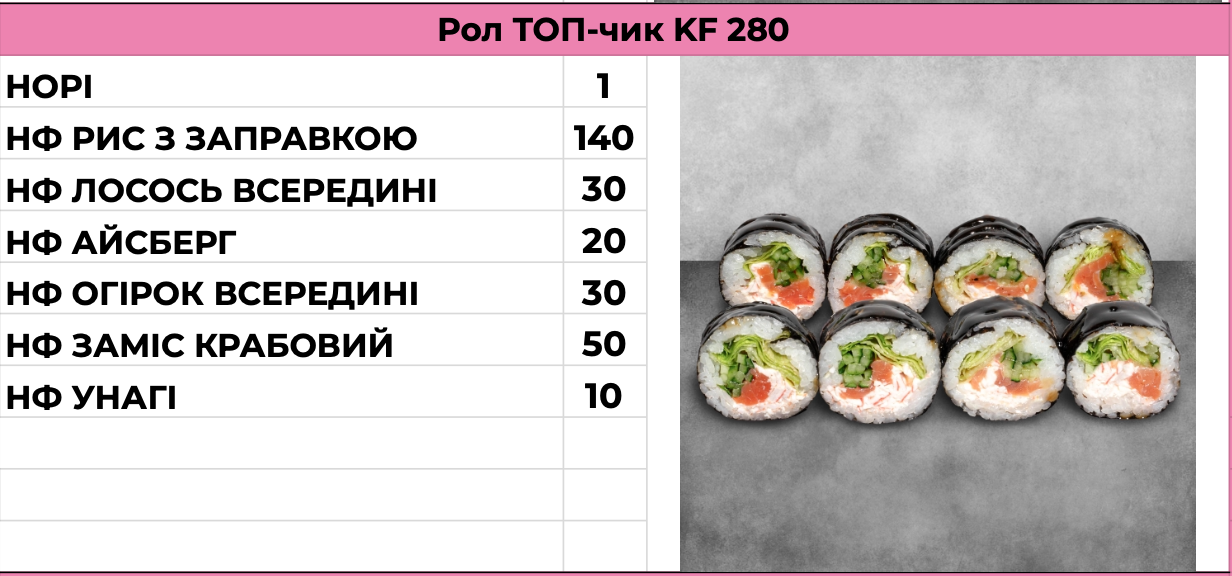 Рол ТОП-чик KF 280
НОРІ 1
НФ РИС З ЗАПРАВКОЮ 140
НФ ЛОСОСЬ ВСЕРЕДИНІ 30
НФ АЙСБЕРГ 20
НФ ОГІРОК ВСЕРЕДИНІ 30
НФ ЗАМІС КРАБОВИЙ 50
НФ УНАГІ 10